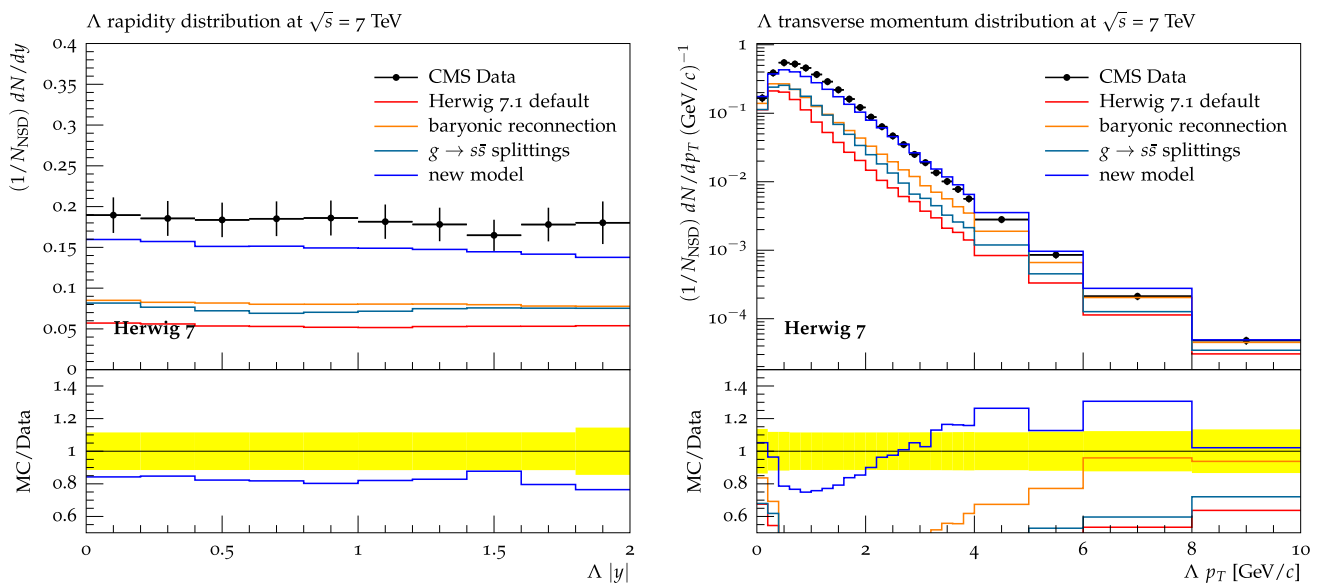 Λ rapidity distribution at √s = 7 TeV
(1/N_NSD) dN/dy
0.4
0.35
0.3
0.25
0.2
0.15
0.1
0.05
0
CMS Data
Herwig 7.1 default
baryonic reconnection
g → ss̄ splittings
new model
Herwig 7
MC/Data
1.4
1.2
1
0.8
0.6
0
0.5
1
1.5
2
Λ |y|
Λ transverse momentum distribution at √s = 7 TeV
(1/N_NSD) dN/dp_T (GeV/c)⁻¹
1
10⁻¹
10⁻²
10⁻³
10⁻⁴
CMS Data
Herwig 7.1 default
baryonic reconnection
g → ss̄ splittings
new model
Herwig 7
MC/Data
1.4
1.2
1
0.8
0.6
0
2
4
6
8
10
Λ p_T [GeV/c]